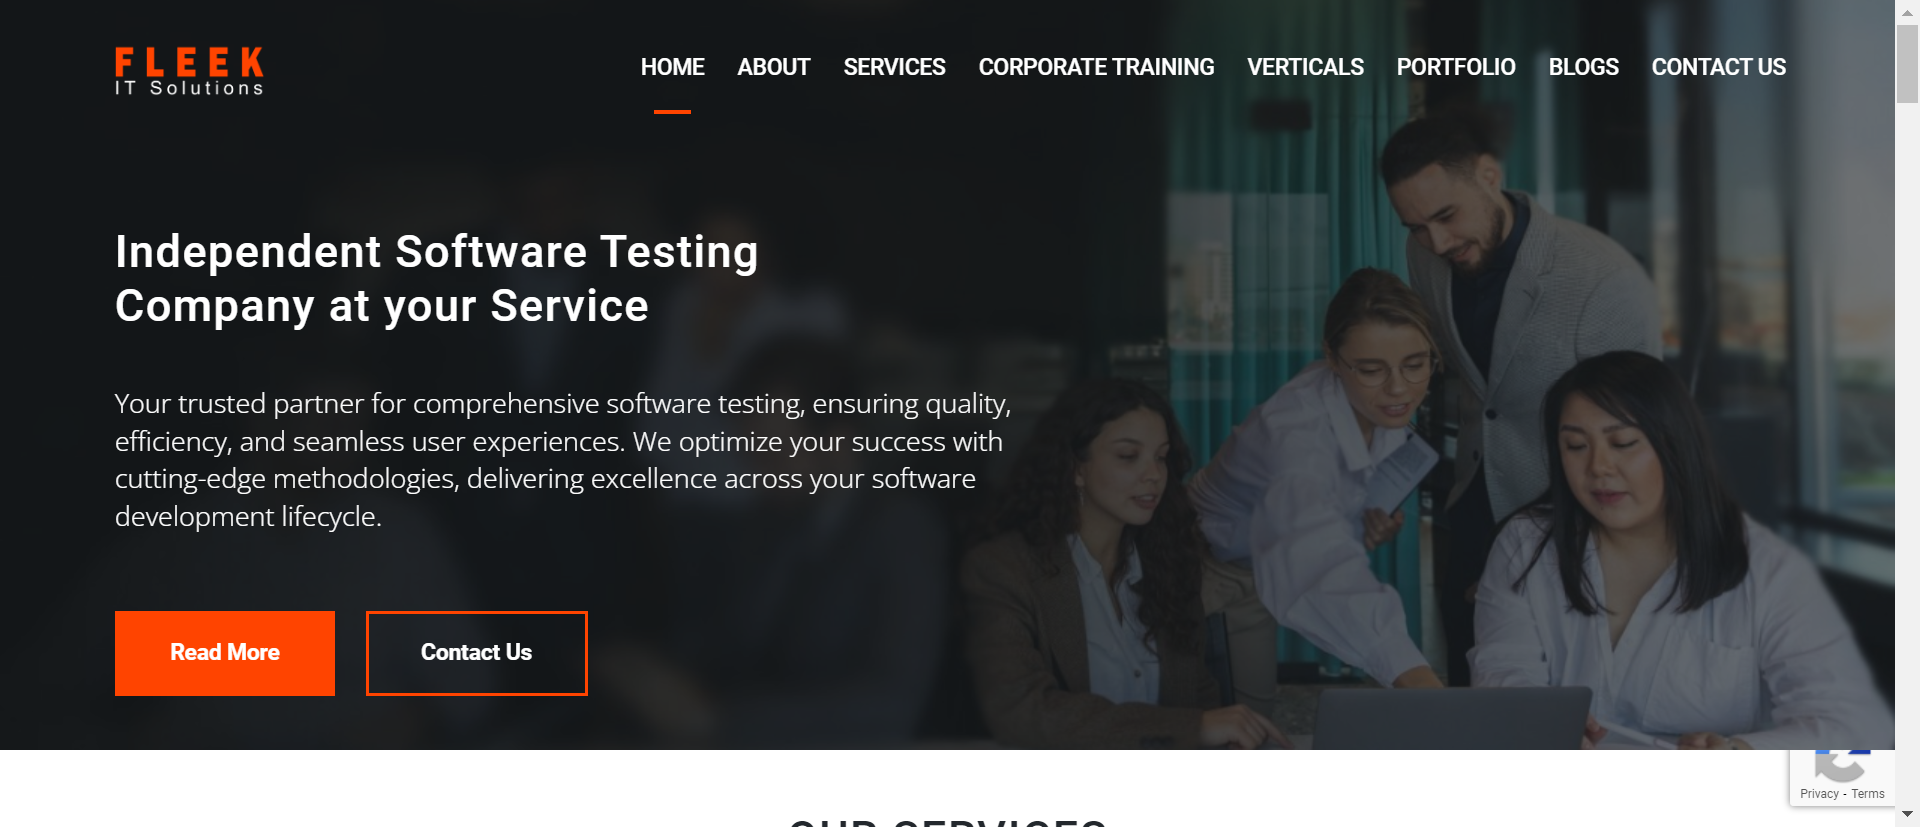 FLEEK
IT Solutions
HOME ABOUT SERVICES CORPORATE TRAINING VERTICALS PORTFOLIO BLOGS CONTACT US
Independent Software Testing
Company at your Service
Your trusted partner for comprehensive software testing, ensuring quality,
efficiency, and seamless user experiences. We optimize your success with
cutting-edge methodologies, delivering excellence across your software
development lifecycle.
Read More Contact Us
Privacy - Terms
OUR SERVICES